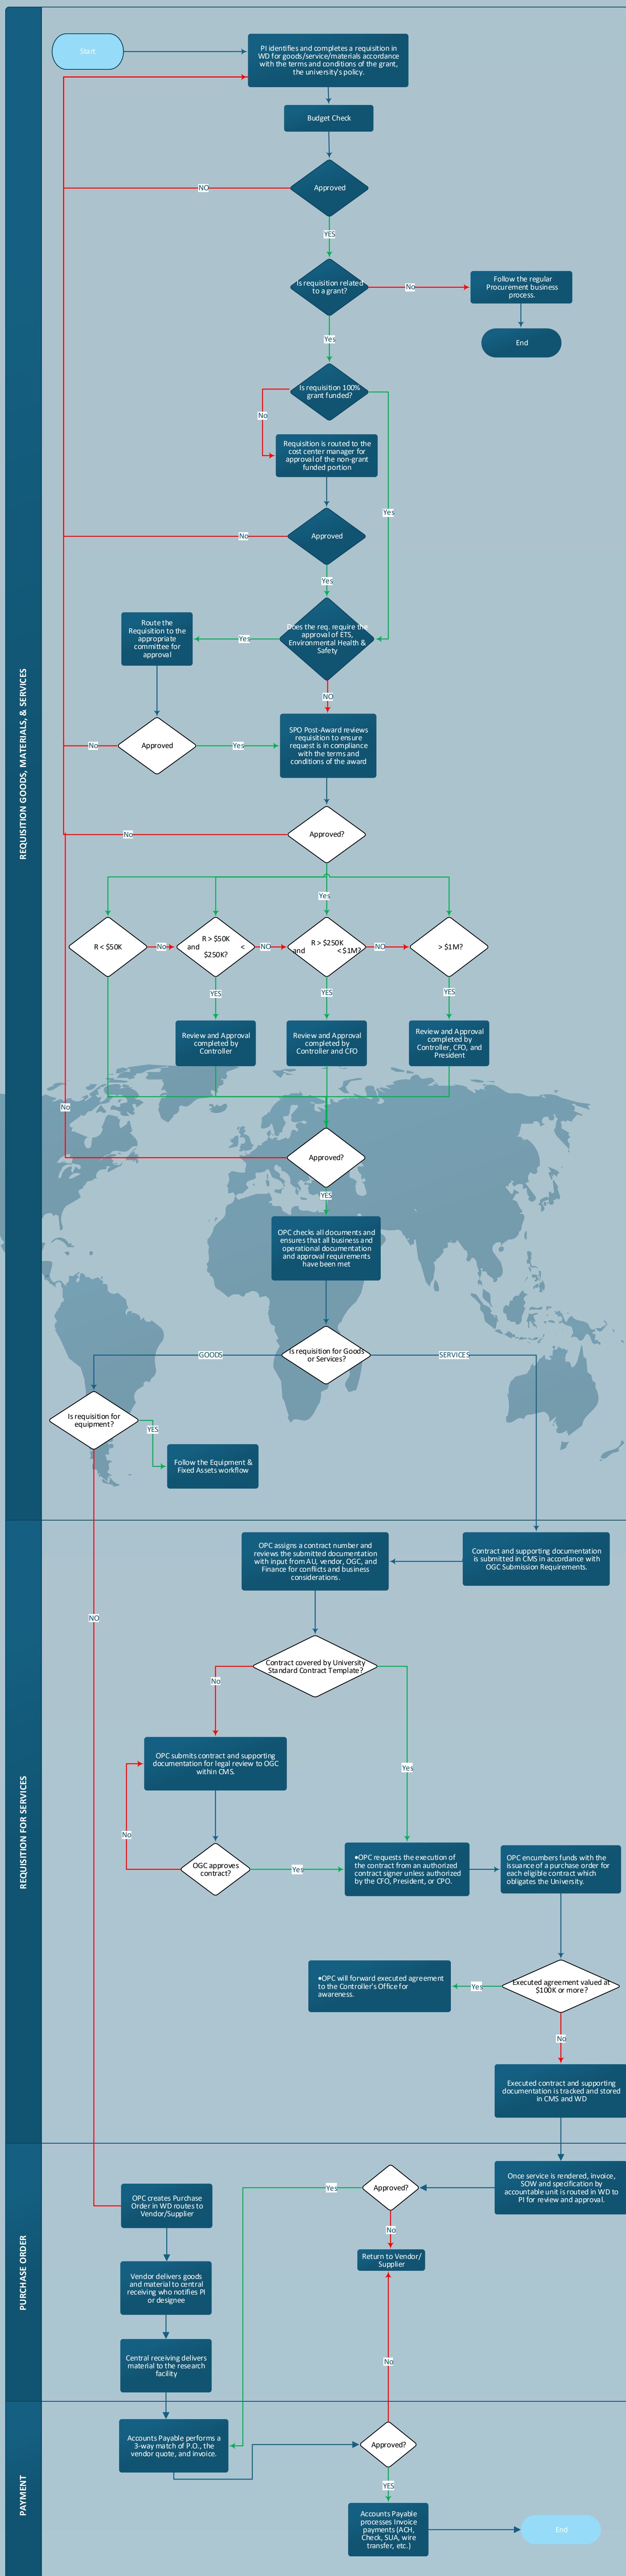 REQUISITION GOODS, MATERIALS, & SERVICES
Start
PI identifies and completes a requisition in
WD for goods/service/materials accordance
with the terms and conditions of the grant,
the university's policy.
Budget Check
Approved
NO
YES
Is requisition related
to a grant?
No
Follow the regular
Procurement business
process.
End
Yes
Is requisition 100%
grant funded?
No
Requisition is routed to the
cost center manager for
approval of the non-grant
funded portion
Yes
Approved
No
Yes
Does the req. require the
approval of ETS,
Environmental Health &
Safety
Yes
Route the
Requisition to the
appropriate
committee for
approval
NO
SPO Post-Award reviews
requisition to ensure
request is in compliance
with the terms and
conditions of the award
Approved
No
Yes
Approved?
No
Yes
R < $50K
No
R > $50K
and <
$250K?
NO
R > $250K
and < $1M?
NO
> $1M?
YES
YES
YES
Review and Approval
completed by
Controller
Review and Approval
completed by
Controller and CFO
Review and Approval
completed by
Controller, CFO, and
President
No
Approved?
YES
OPC checks all documents and
ensures that all business and
operational documentation
and approval requirements
have been met
Is requisition for Goods
or Services?
GOODS
SERVICES
Is requisition for
equipment?
YES
Follow the Equipment &
Fixed Assets workflow
NO
REQUISITION FOR SERVICES
Contract and supporting documentation
is submitted in CMS in accordance with
OGC Submission Requirements.
OPC assigns a contract number and
reviews the submitted documentation
with input from AU, vendor, OGC, and
Finance for conflicts and business
considerations.
Contract covered by University
Standard Contract Template?
No
Yes
OPC submits contract and supporting
documentation for legal review to OGC
within CMS.
No
OGC approves
contract?
Yes
•OPC requests the execution of
the contract from an authorized
contract signer unless authorized
by the CFO, President, or CPO.
OPC encumbers funds with the
issuance of a purchase order for
each eligible contract which
obligates the University.
Executed agreement valued at
$100K or more?
Yes
•OPC will forward executed agreement
to the Controller's Office for
awareness.
No
Executed contract and supporting
documentation is tracked and stored
in CMS and WD
PURCHASE ORDER
Once service is rendered, invoice,
SOW and specification by
accountable unit is routed in WD to
PI for review and approval.
Approved?
Yes
No
Return to Vendor/
Supplier
OPC creates Purchase
Order in WD routes to
Vendor/Supplier
Vendor delivers goods
and material to central
receiving who notifies PI
or designee
Central receiving delivers
material to the research
facility
No
PAYMENT
Accounts Payable performs a
3-way match of P.O., the
vendor quote, and invoice.
Approved?
YES
Accounts Payable
processes Invoice
payments (ACH,
Check, SUA, wire
transfer, etc.)
End